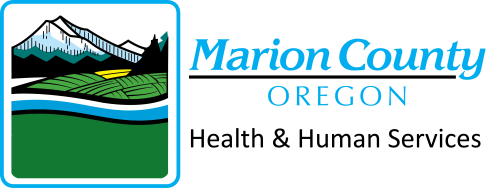 Marion County
OREGON
Health & Human Services